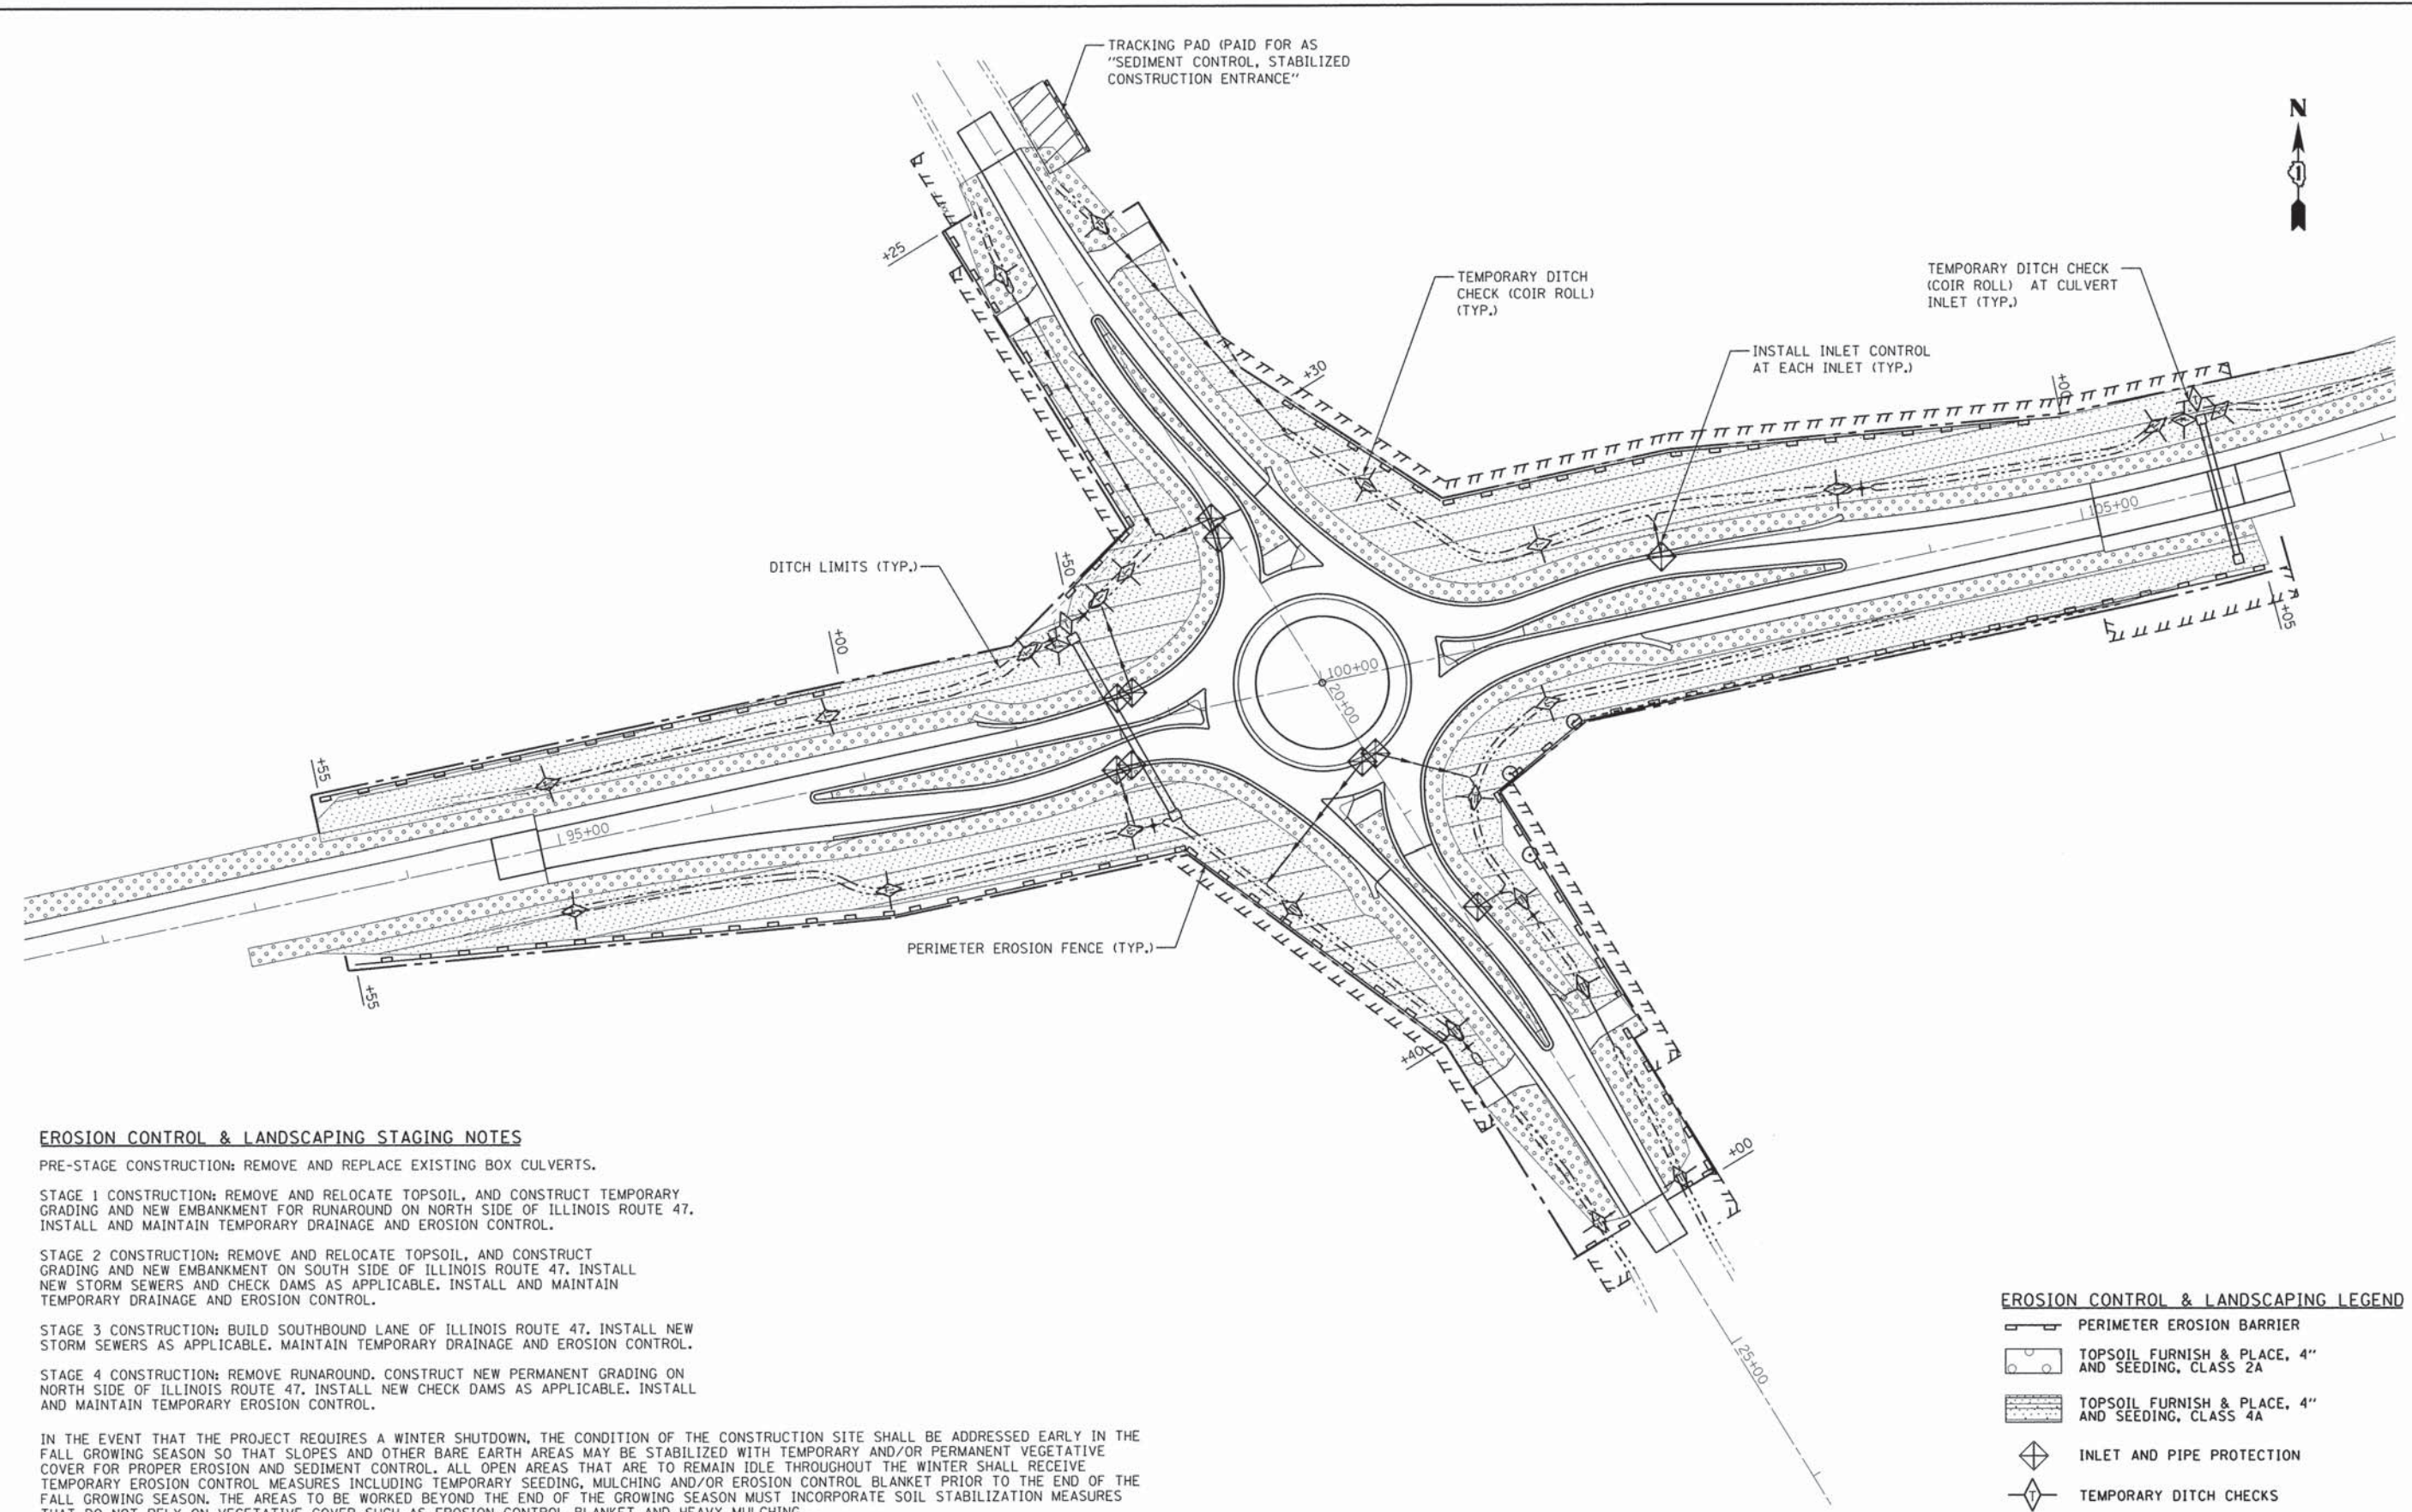 TRACKING PAD (PAID FOR AS
"SEDIMENT CONTROL, STABILIZED
CONSTRUCTION ENTRANCE"
N
+25
TEMPORARY DITCH
CHECK (COIR ROLL)
(TYP.)
TEMPORARY DITCH CHECK
(COIR ROLL) AT CULVERT
INLET (TYP.)
INSTALL INLET CONTROL
AT EACH INLET (TYP.)
+30
+00
105+00
+05
DITCH LIMITS (TYP.)
+50
+00
+55
100+00
20+00
95+00
PERIMETER EROSION FENCE (TYP.)
+55
+40
+00
25+00
EROSION CONTROL & LANDSCAPING STAGING NOTES
PRE-STAGE CONSTRUCTION: REMOVE AND REPLACE EXISTING BOX CULVERTS.
STAGE 1 CONSTRUCTION: REMOVE AND RELOCATE TOPSOIL, AND CONSTRUCT TEMPORARY
GRADING AND NEW EMBANKMENT FOR RUNAROUND ON NORTH SIDE OF ILLINOIS ROUTE 47.
INSTALL AND MAINTAIN TEMPORARY DRAINAGE AND EROSION CONTROL.
STAGE 2 CONSTRUCTION: REMOVE AND RELOCATE TOPSOIL, AND CONSTRUCT
GRADING AND NEW EMBANKMENT ON SOUTH SIDE OF ILLINOIS ROUTE 47. INSTALL
NEW STORM SEWERS AND CHECK DAMS AS APPLICABLE. INSTALL AND MAINTAIN
TEMPORARY DRAINAGE AND EROSION CONTROL.
STAGE 3 CONSTRUCTION: BUILD SOUTHBOUND LANE OF ILLINOIS ROUTE 47. INSTALL NEW
STORM SEWERS AS APPLICABLE. MAINTAIN TEMPORARY DRAINAGE AND EROSION CONTROL.
STAGE 4 CONSTRUCTION: REMOVE RUNAROUND. CONSTRUCT NEW PERMANENT GRADING ON
NORTH SIDE OF ILLINOIS ROUTE 47. INSTALL NEW CHECK DAMS AS APPLICABLE. INSTALL
AND MAINTAIN TEMPORARY EROSION CONTROL.
IN THE EVENT THAT THE PROJECT REQUIRES A WINTER SHUTDOWN, THE CONDITION OF THE CONSTRUCTION SITE SHALL BE ADDRESSED EARLY IN THE
FALL GROWING SEASON SO THAT SLOPES AND OTHER BARE EARTH AREAS MAY BE STABILIZED WITH TEMPORARY AND/OR PERMANENT VEGETATIVE
COVER FOR PROPER EROSION AND SEDIMENT CONTROL. ALL OPEN AREAS THAT ARE TO REMAIN IDLE THROUGHOUT THE WINTER SHALL RECEIVE
TEMPORARY EROSION CONTROL MEASURES INCLUDING TEMPORARY SEEDING, MULCHING AND/OR EROSION CONTROL BLANKET PRIOR TO THE END OF THE
FALL GROWING SEASON. THE AREAS TO BE WORKED BEYOND THE END OF THE GROWING SEASON MUST INCORPORATE SOIL STABILIZATION MEASURES
THAT DO NOT RELY ON VEGETATIVE COVER SUCH AS EROSION CONTROL BLANKET AND HEAVY MULCHING.
EROSION CONTROL & LANDSCAPING LEGEND
PERIMETER EROSION BARRIER
TOPSOIL FURNISH & PLACE, 4"
AND SEEDING, CLASS 2A
TOPSOIL FURNISH & PLACE, 4"
AND SEEDING, CLASS 4A
INLET AND PIPE PROTECTION
T
TEMPORARY DITCH CHECKS